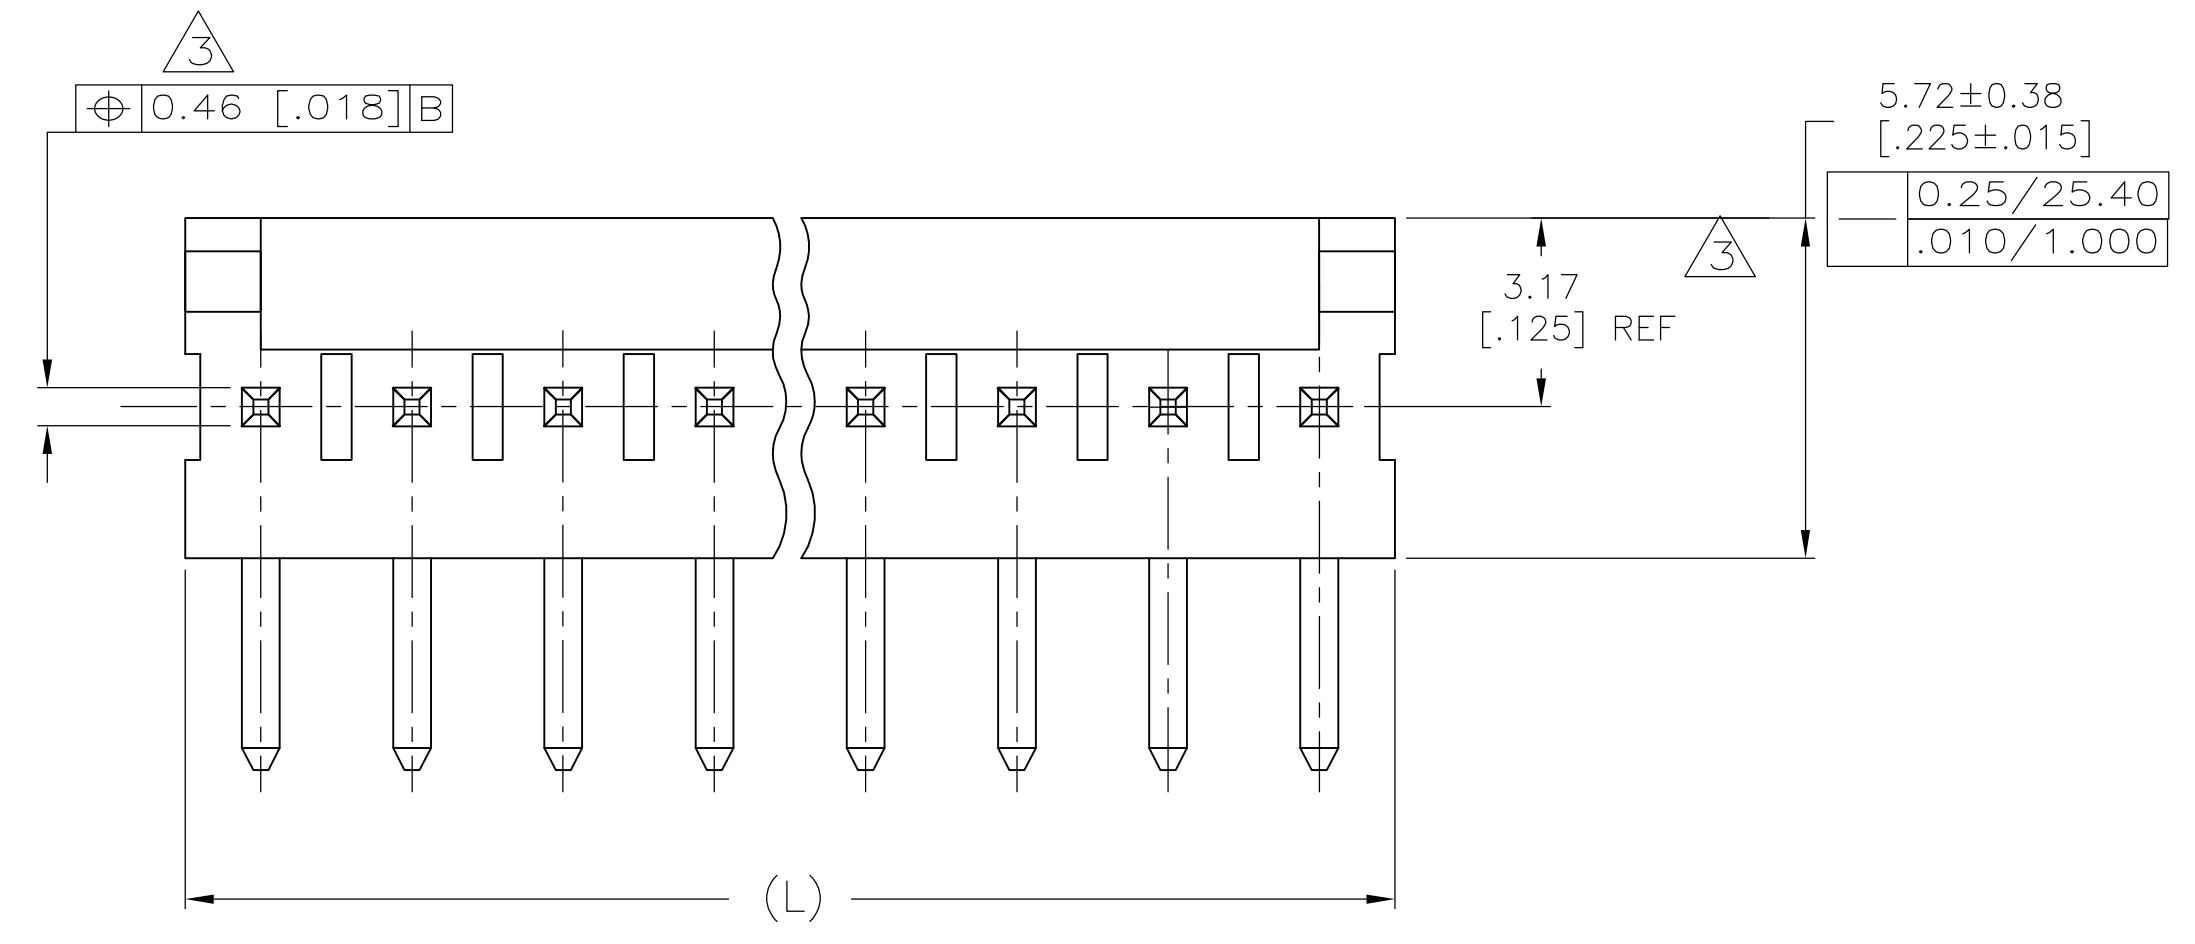 3
⌖ 0.46 [.018] B
5.72±0.38
[.225±.015]
0.25/25.40
.010/1.000
3
3.17
[.125] REF
(L)